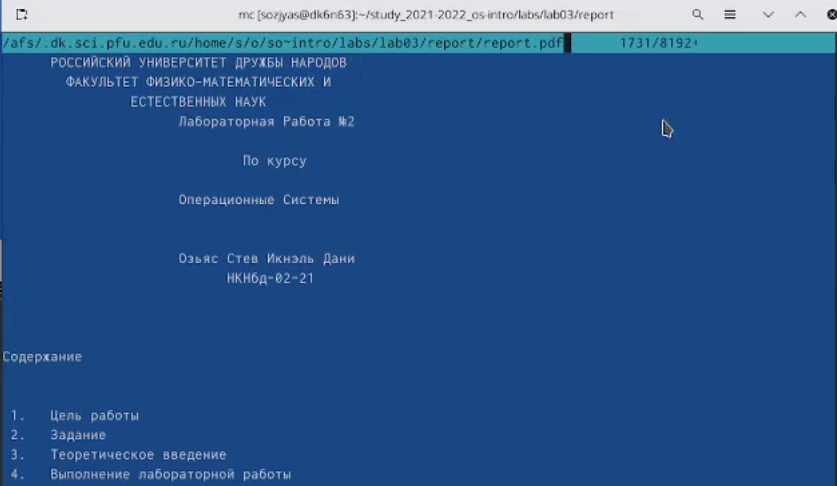 mc [sozjyas@dk6n63]:~/study_2021-2022_os-intro/labs/lab03/report
/afs/.dk.sci.pfu.edu.ru/home/s/o/so~intro/labs/lab03/report/report.pdf 1731/8192+
РОССИЙСКИЙ УНИВЕРСИТЕТ ДРУЖБЫ НАРОДОВ
ФАКУЛЬТЕТ ФИЗИКО-МАТЕМАТИЧЕСКИХ И
ЕСТЕСТВЕННЫХ НАУК
Лабораторная Работа №2
По курсу
Операционные Системы
Озьяс Стев Икнэль Дани
НКНбд-02-21
Содержание
1. Цель работы
2. Задание
3. Теоретическое введение
4. Выполнение лабораторной работы